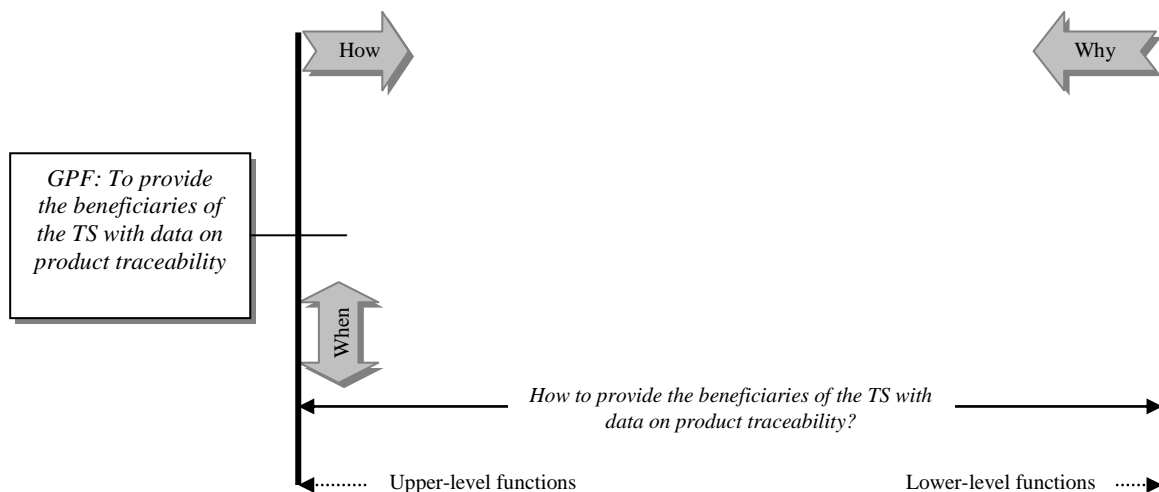 How
Why
GPF: To provide
the beneficiaries of
the TS with data on
product traceability
When
How to provide the beneficiaries of the TS with
data on product traceability?
Upper-level functions
Lower-level functions